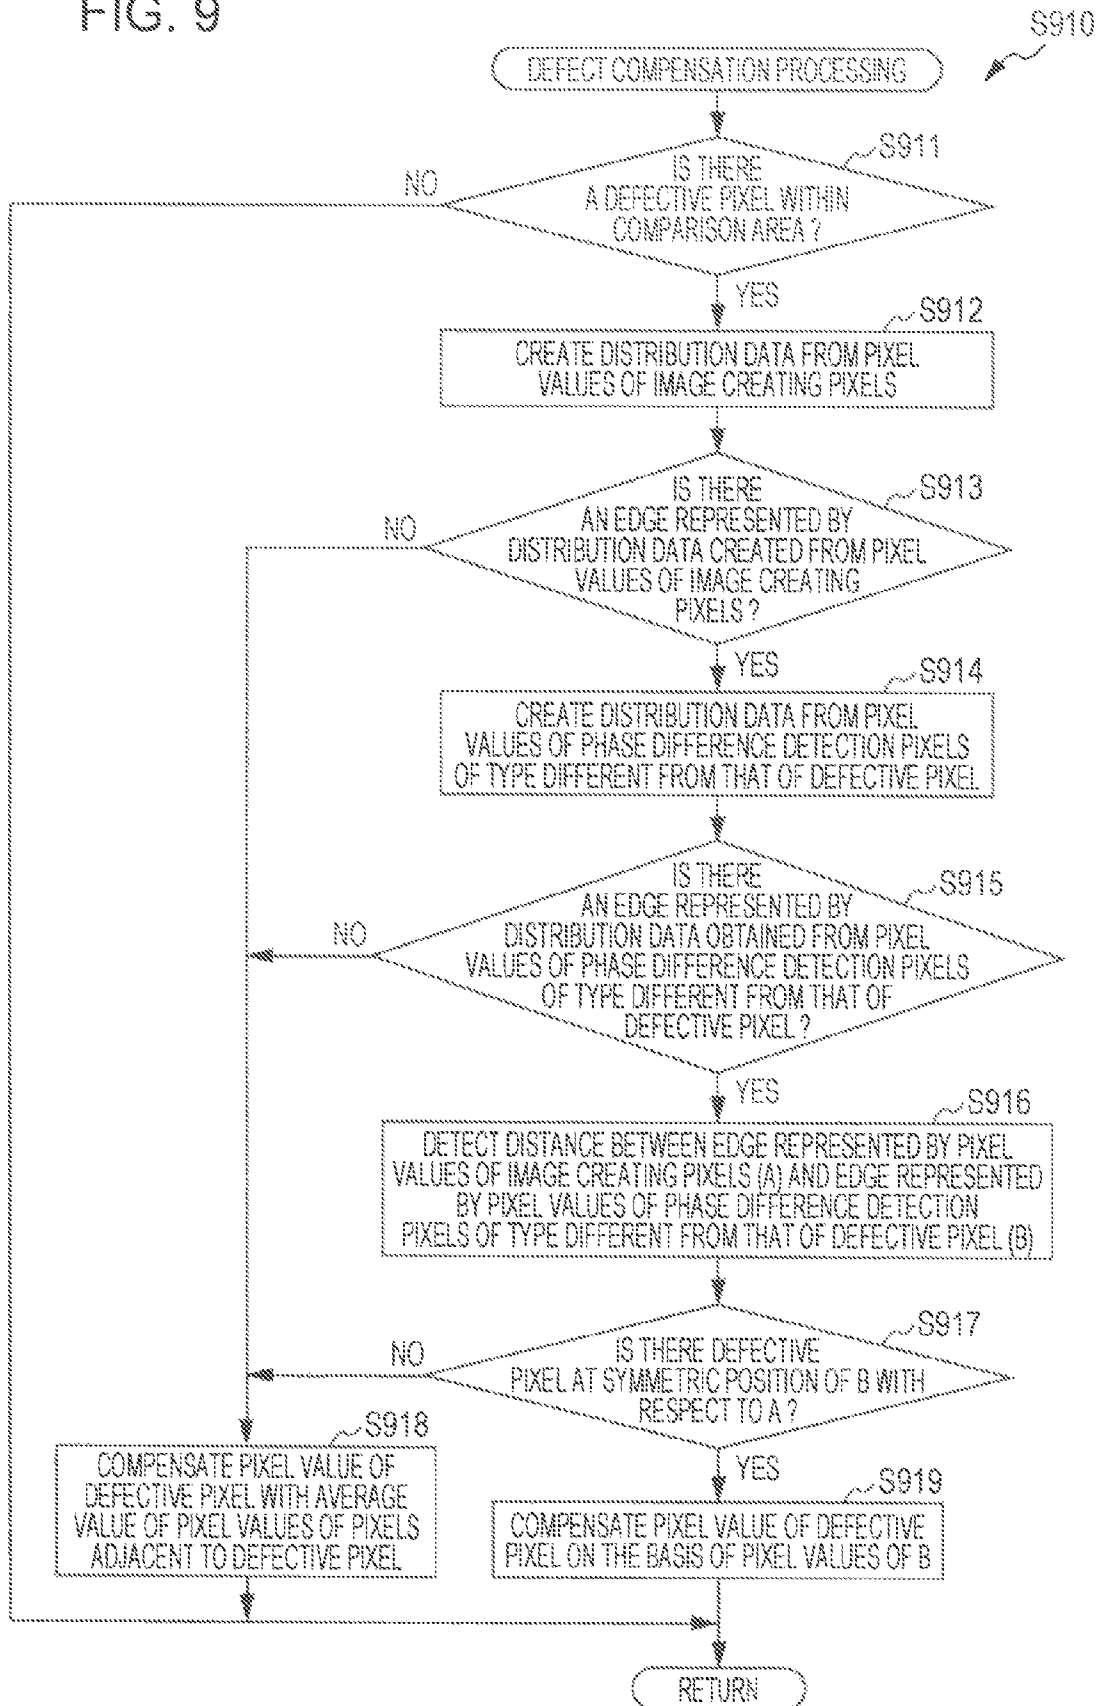 FIG. 9
S910
DEFECT COMPENSATION PROCESSING
S911
IS THERE
A DEFECTIVE PIXEL WITHIN
COMPARISON AREA ?
NO
YES
S912
CREATE DISTRIBUTION DATA FROM PIXEL
VALUES OF IMAGE CREATING PIXELS
S913
IS THERE
AN EDGE REPRESENTED BY
DISTRIBUTION DATA CREATED FROM PIXEL
VALUES OF IMAGE CREATING
PIXELS ?
NO
YES
S914
CREATE DISTRIBUTION DATA FROM PIXEL
VALUES OF PHASE DIFFERENCE DETECTION PIXELS
OF TYPE DIFFERENT FROM THAT OF DEFECTIVE PIXEL
S915
IS THERE
AN EDGE REPRESENTED BY
DISTRIBUTION DATA OBTAINED FROM PIXEL
VALUES OF PHASE DIFFERENCE DETECTION PIXELS
OF TYPE DIFFERENT FROM THAT OF
DEFECTIVE PIXEL ?
NO
YES
S916
DETECT DISTANCE BETWEEN EDGE REPRESENTED BY PIXEL
VALUES OF IMAGE CREATING PIXELS (A) AND EDGE REPRESENTED
BY PIXEL VALUES OF PHASE DIFFERENCE DETECTION
PIXELS OF TYPE DIFFERENT FROM THAT OF DEFECTIVE PIXEL (B)
S917
IS THERE DEFECTIVE
PIXEL AT SYMMETRIC POSITION OF B WITH
RESPECT TO A ?
NO
YES
S918
COMPENSATE PIXEL VALUE OF
DEFECTIVE PIXEL WITH AVERAGE
VALUE OF PIXEL VALUES OF PIXELS
ADJACENT TO DEFECTIVE PIXEL
S919
COMPENSATE PIXEL VALUE OF DEFECTIVE
PIXEL ON THE BASIS OF PIXEL VALUES OF B
RETURN